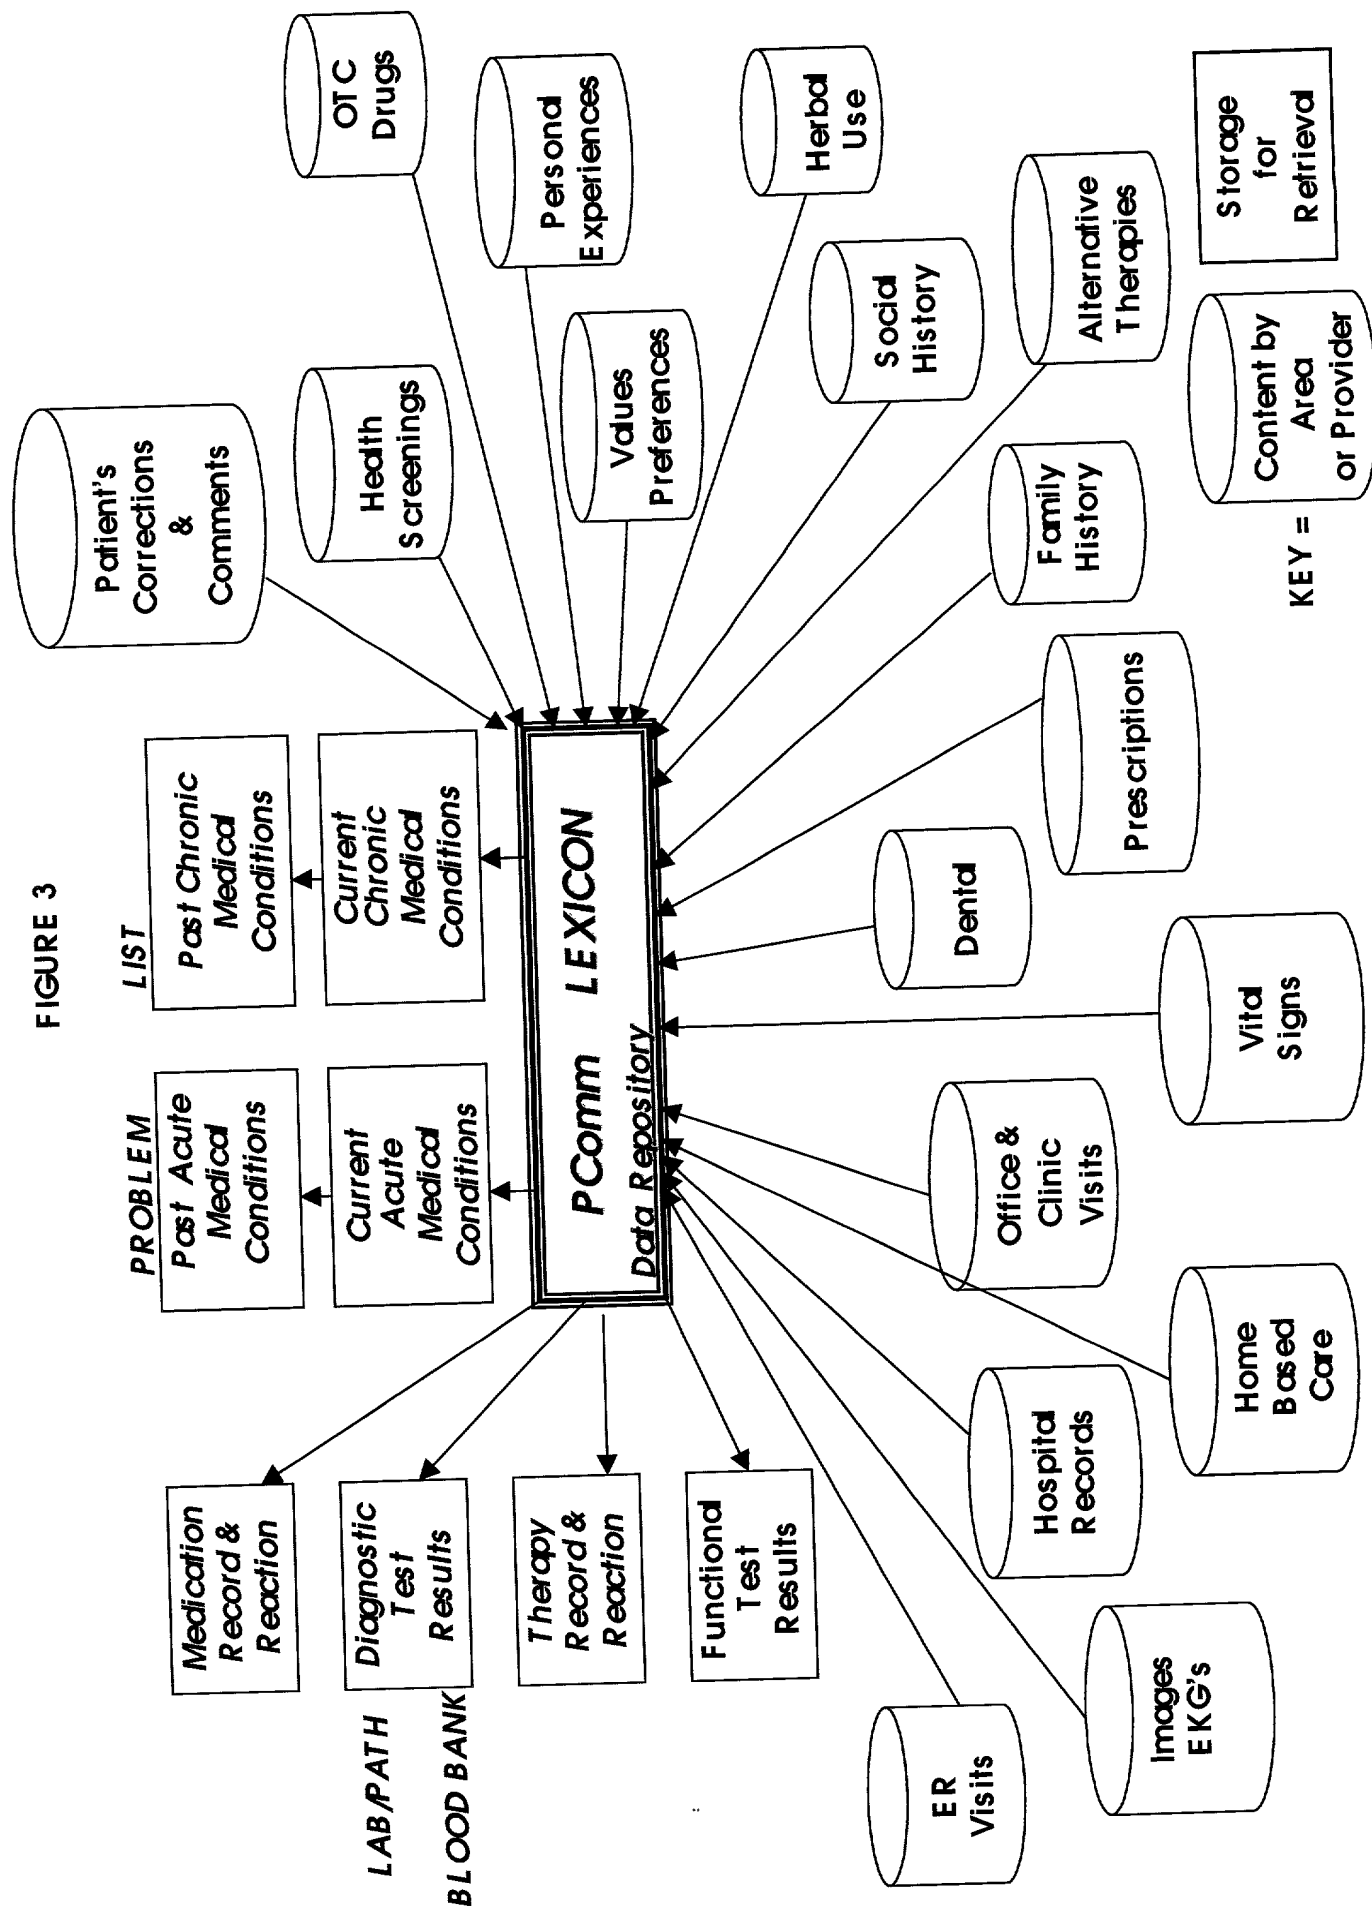 FIGURE 3
PROBLEM LIST
Past Acute
Medical
Conditions
Past Chronic
Medical
Conditions
Current
Acute
Medical
Conditions
Current
Chronic
Medical
Conditions
Patient's
Corrections
&
Comments
Health
Screenings
OTC
Drugs
Personal
Experiences
Values
Preferences
Herbal
Use
Social
History
Alternative
Therapies
Family
History
Prescriptions
Dental
Vital
Signs
Office &
Clinic
Visits
Home
Based
Care
Hospital
Records
Images
EKG's
ER
Visits
PComm LEXICON
Data Repository
Medication
Record &
Reaction
LAB/PATH
BLOOD BANK
Diagnostic
Test
Results
Therapy
Record &
Reaction
Functional
Test
Results
KEY =
Content by
Area
or Provider
Storage
for
Retrieval